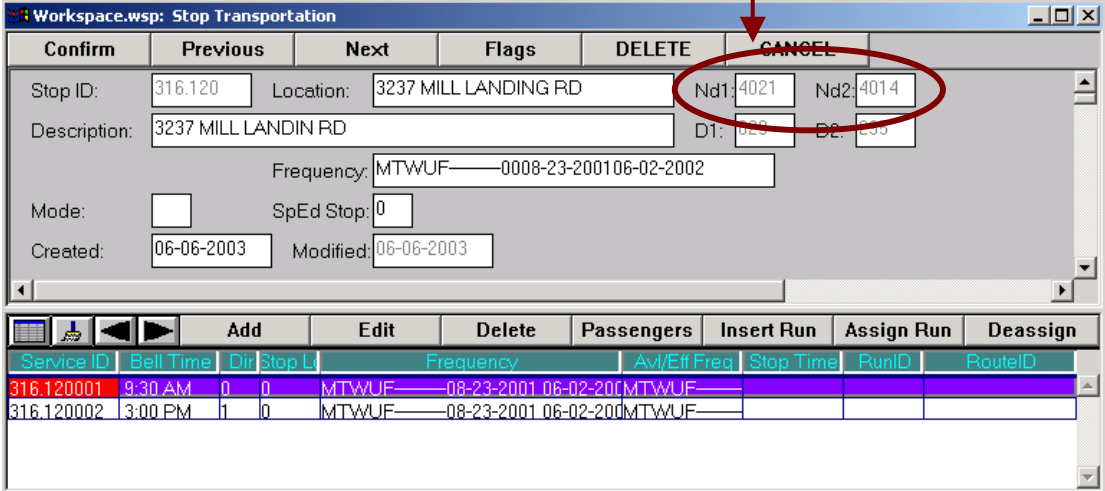 Workspace.wsp: Stop Transportation
Confirm Previous Next Flags DELETE CANCEL
Stop ID: 316.120 Location: 3237 MILL LANDING RD Nd1: 4021 Nd2: 4014
Description: 3237 MILL LANDIN RD D1: D2:
Frequency: MTWUF-----0008-23-200106-02-2002
Mode: SpEd Stop: 0
Created: 06-06-2003 Modified: 06-06-2003
Add Edit Delete Passengers Insert Run Assign Run Deassign
Service ID Bell Time Dir Stop Lo Frequency Avl/Eff Freq Stop Time RunID RouteID
316.120001 9:30 AM 0 0 MTWUF-----08-23-2001 06-02-200 MTWUF-----
316.120002 3:00 PM 1 0 MTWUF-----08-23-2001 06-02-200 MTWUF-----